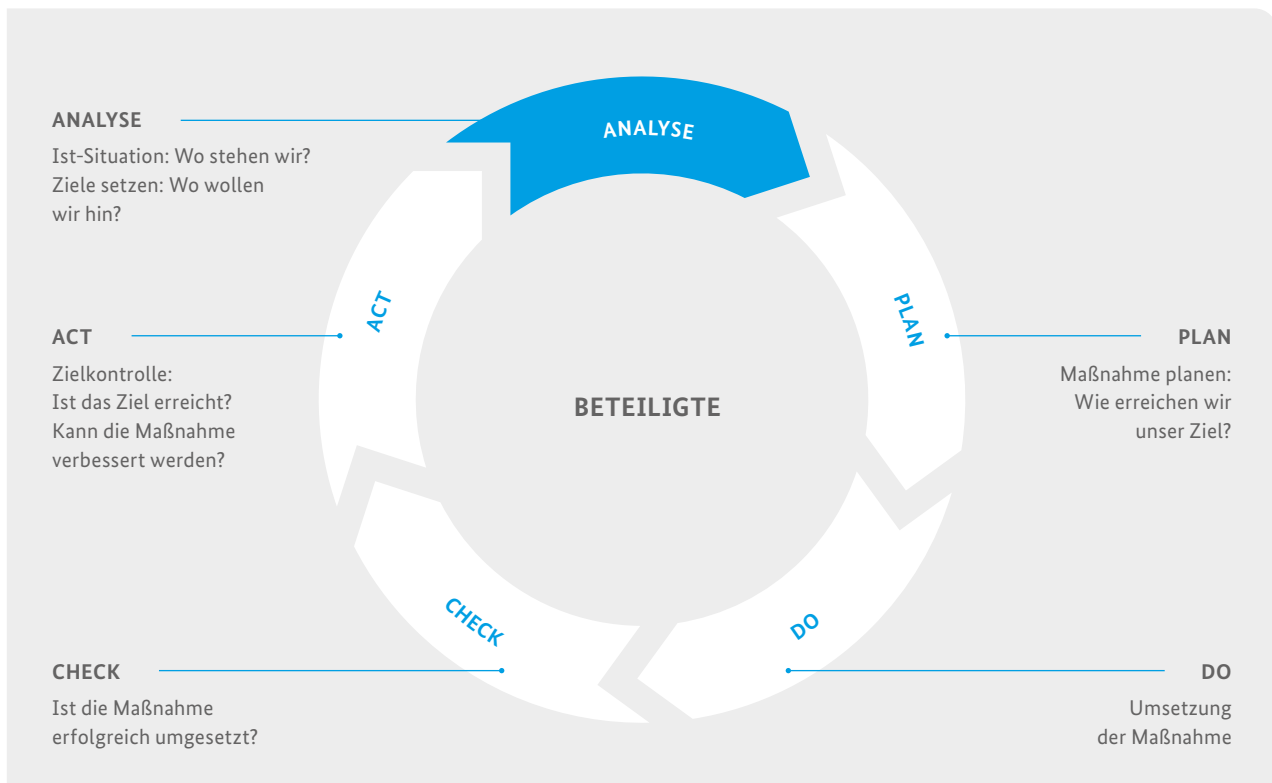 ANALYSE
Ist-Situation: Wo stehen wir?
Ziele setzen: Wo wollen
wir hin?
ANALYSE
ACT
Zielkontrolle:
Ist das Ziel erreicht?
Kann die Maßnahme
verbessert werden?
ACT
BETEILIGTE
PLAN
PLAN
Maßnahme planen:
Wie erreichen wir
unser Ziel?
CHECK
Ist die Maßnahme
erfolgreich umgesetzt?
CHECK
DO
DO
Umsetzung
der Maßnahme